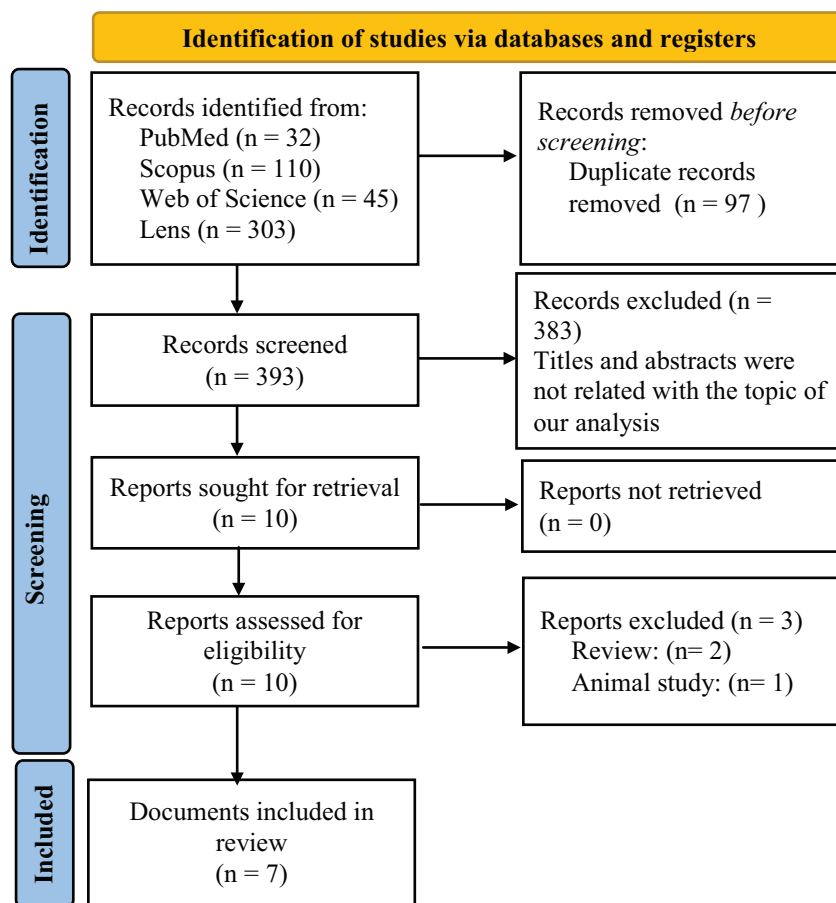 Identification of studies via databases and registers
Identification
Records identified from:
PubMed (n = 32)
Scopus (n = 110)
Web of Science (n = 45)
Lens (n = 303)
Records removed before
screening:
Duplicate records
removed (n = 97 )
Screening
Records screened
(n = 393)
Records excluded (n =
383)
Titles and abstracts were
not related with the topic of
our analysis
Reports sought for retrieval
(n = 10)
Reports not retrieved
(n = 0)
Reports assessed for
eligibility
(n = 10)
Reports excluded (n = 3)
Review: (n= 2)
Animal study: (n= 1)
Included
Documents included in
review
(n = 7)